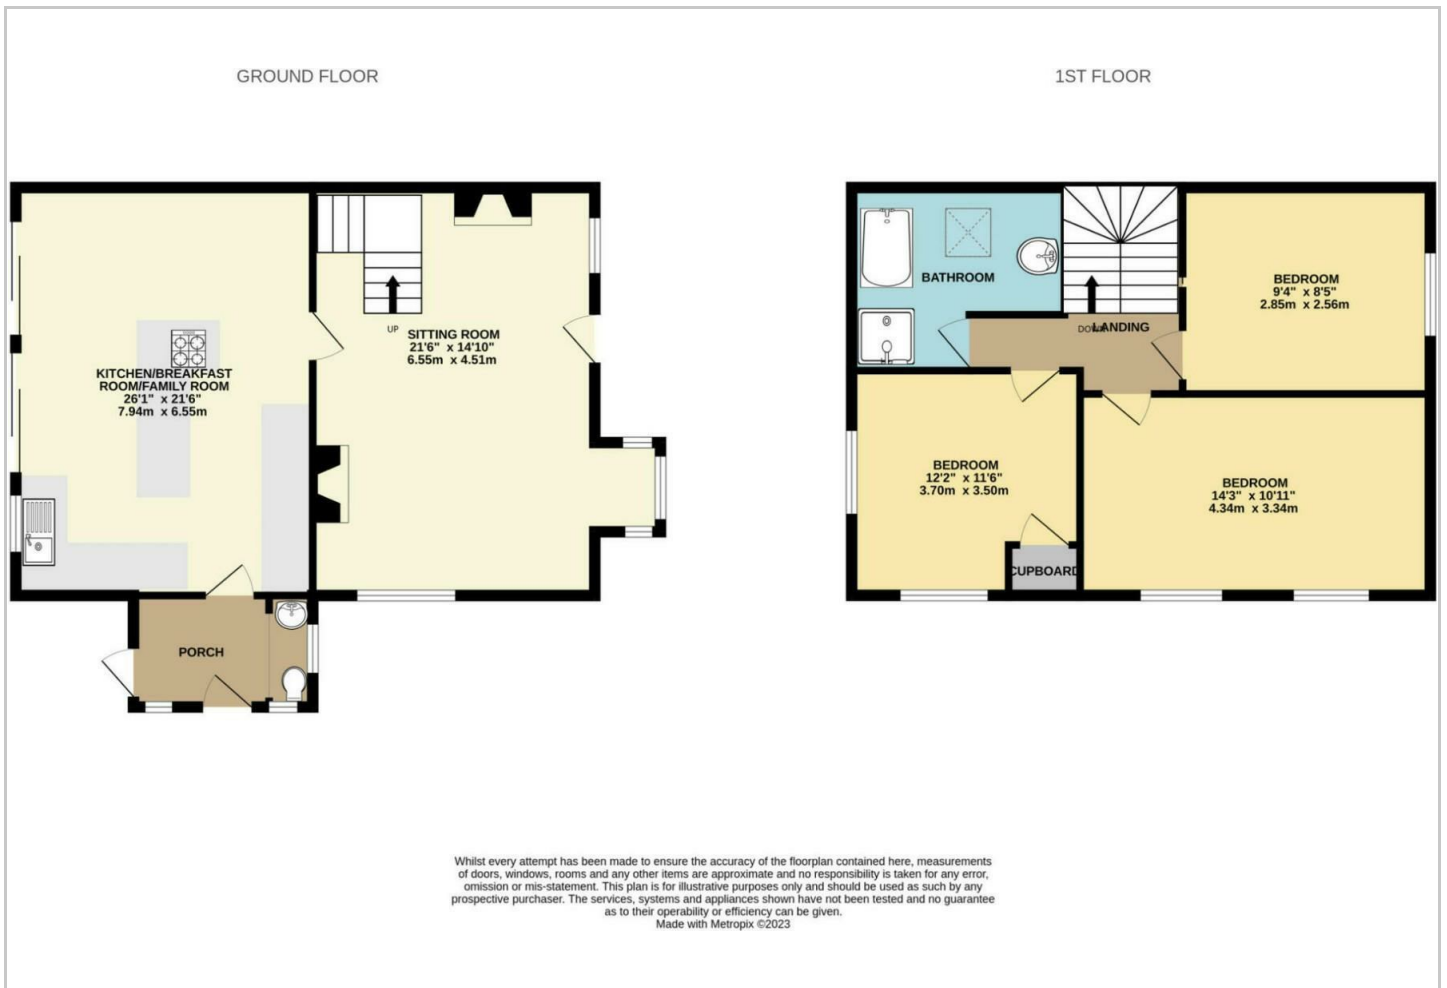 GROUND FLOOR
1ST FLOOR
KITCHEN/BREAKFAST
ROOM/FAMILY ROOM
26'1" x 21'6"
7.94m x 6.55m
UP
SITTING ROOM
21'6" x 14'10"
6.55m x 4.51m
PORCH
BATHROOM
DOWN
LANDING
BEDROOM
9'4" x 8'5"
2.85m x 2.56m
BEDROOM
12'2" x 11'6"
3.70m x 3.50m
CUPBOARD
BEDROOM
14'3" x 10'11"
4.34m x 3.34m
Whilst every attempt has been made to ensure the accuracy of the floorplan contained here, measurements
of doors, windows, rooms and any other items are approximate and no responsibility is taken for any error,
omission or mis-statement. This plan is for illustrative purposes only and should be used as such by any
prospective purchaser. The services, systems and appliances shown have not been tested and no guarantee
as to their operability or efficiency can be given.
Made with Metropix ©2023